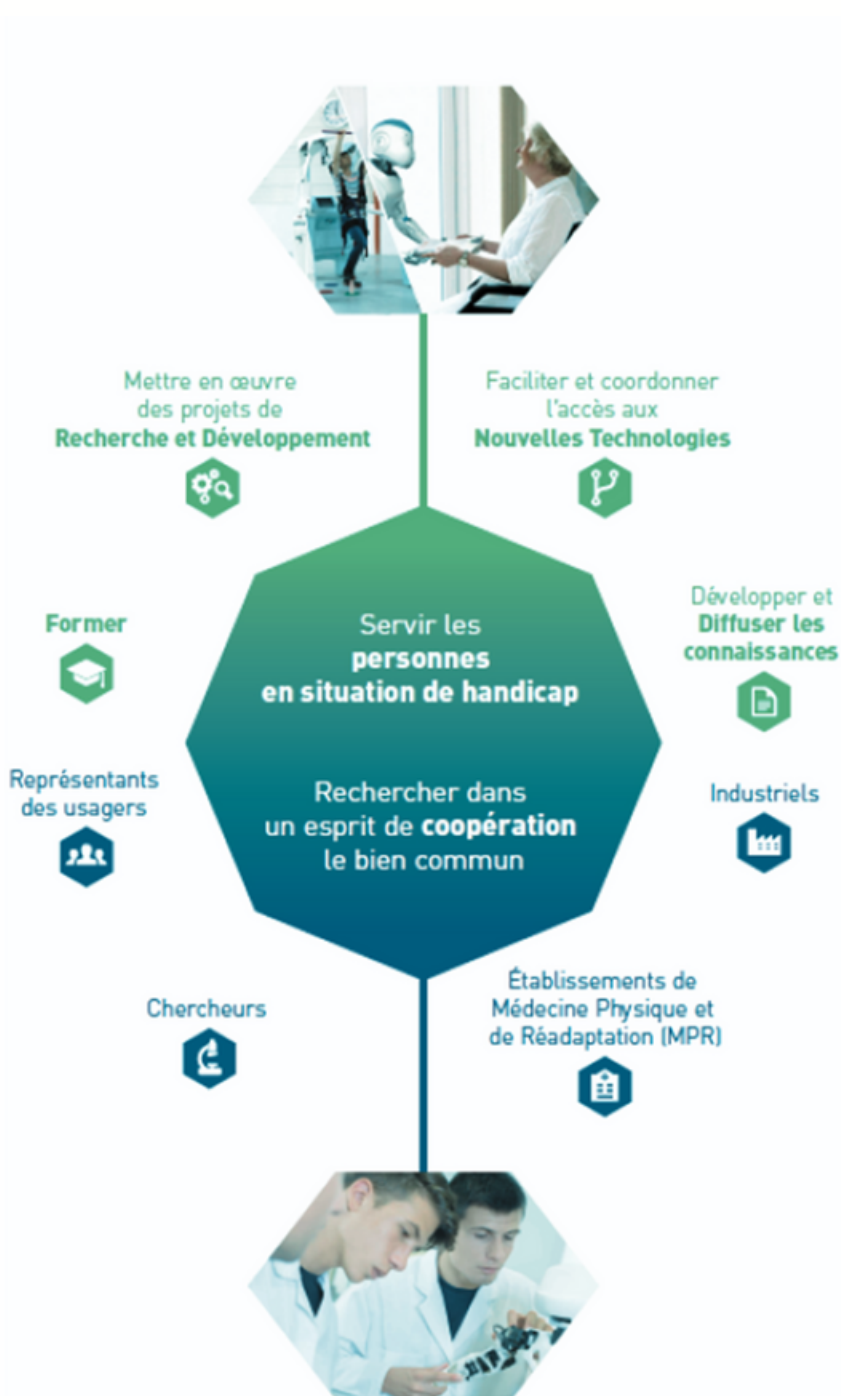 Mettre en œuvre
des projets de
Recherche et Développement
Faciliter et coordonner
l'accès aux
Nouvelles Technologies
Former
Développer et
Diffuser les
connaissances
Servir les
personnes
en situation de handicap
Rechercher dans
un esprit de coopération
le bien commun
Représentants
des usagers
Industriels
Chercheurs
Établissements de
Médecine Physique et
de Réadaptation (MPR)